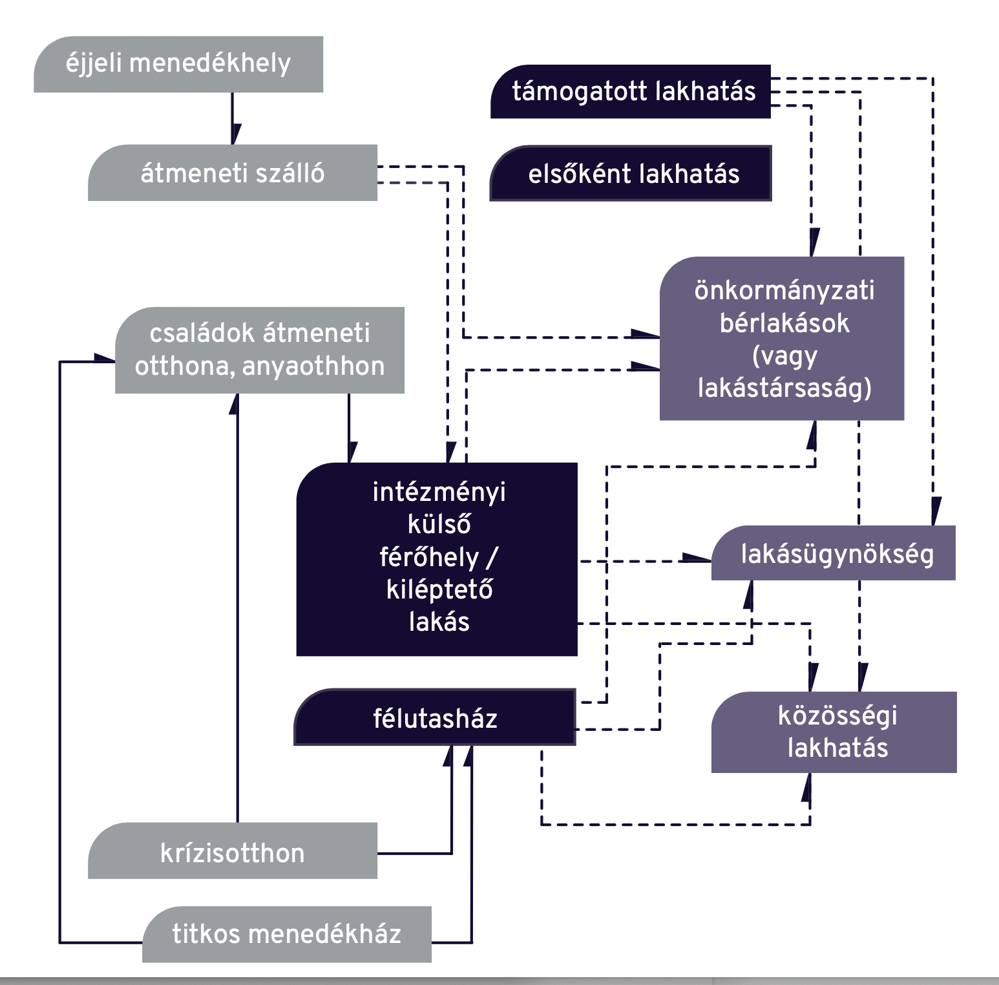 éjjeli menedékhely
támogatott lakhatás
átmeneti szálló
elsőként lakhatás
önkormányzati
bérlakások
(vagy
lakástársaság)
családok átmeneti
otthona, anyaothhon
intézményi
külső
férőhely /
kiléptető
lakás
lakásügynökség
félutasház
közösségi
lakhatás
krízisotthon
titkos menedékház